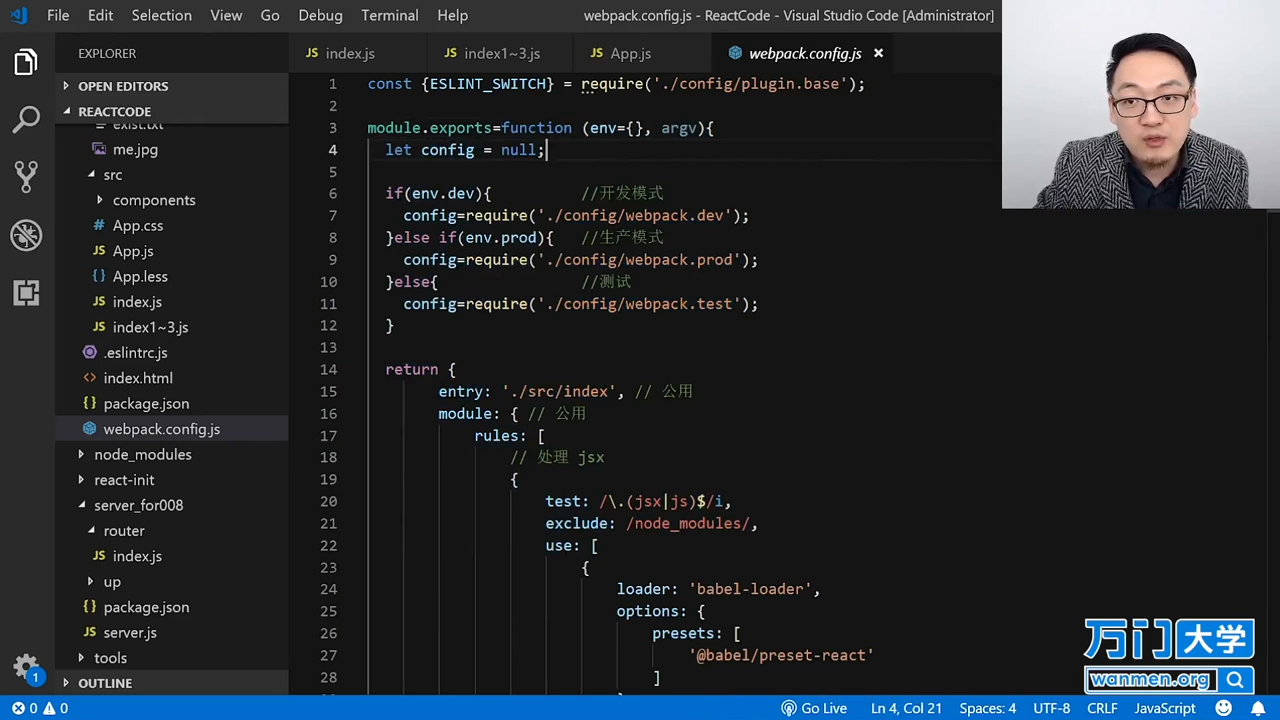 File Edit Selection View Go Debug Terminal Help
webpack.config.js - ReactCode - Visual Studio Code [Administrator]
EXPLORER
OPEN EDITORS
REACTCODE
exist.txt
me.jpg
src
components
App.css
App.js
App.less
index.js
index1~3.js
.eslintrc.js
index.html
package.json
webpack.config.js
node_modules
react-init
server_for008
router
index.js
up
package.json
server.js
tools
OUTLINE
index.js index1~3.js App.js webpack.config.js
1 const {ESLINT_SWITCH} = require('./config/plugin.base');
2
3 module.exports=function (env={}, argv){
4 let config = null;
5
6 if(env.dev){ //开发模式
7 config=require('./config/webpack.dev');
8 }else if(env.prod){ //生产模式
9 config=require('./config/webpack.prod');
10 }else{ //测试
11 config=require('./config/webpack.test');
12 }
13
14 return {
15 entry: './src/index', // 公用
16 module: { // 公用
17 rules: [
18 // 处理 jsx
19 {
20 test: /\.(jsx|js)$/i,
21 exclude: /node_modules/,
22 use: [
23 {
24 loader: 'babel-loader',
25 options: {
26 presets: [
27 '@babel/preset-react'
28 ]
万门大学
wanmen.org
1
0 0
Go Live Ln 4, Col 21 Spaces: 4 UTF-8 CRLF JavaScript